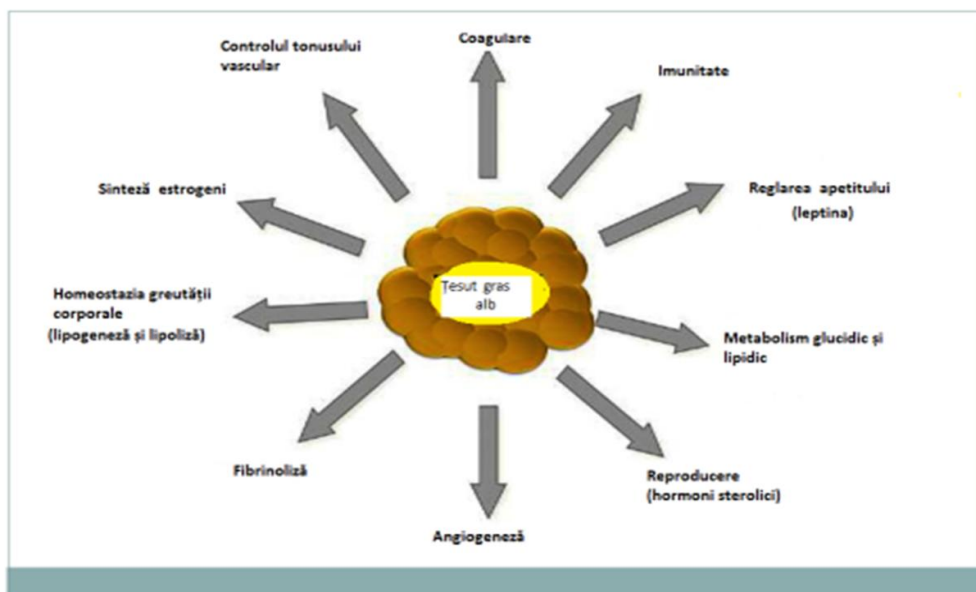 Coagulare
Controlul tonusului
vascular
Imunitate
Sinteză estrogeni
Reglarea apetitului
(leptina)
Țesut gras
alb
Homeostazia greutății
corporale
(lipogeneză și lipoliză)
Metabolism glucidic și
lipidic
Fibrinoliză
Reproducere
(hormoni sterolici)
Angiogeneză